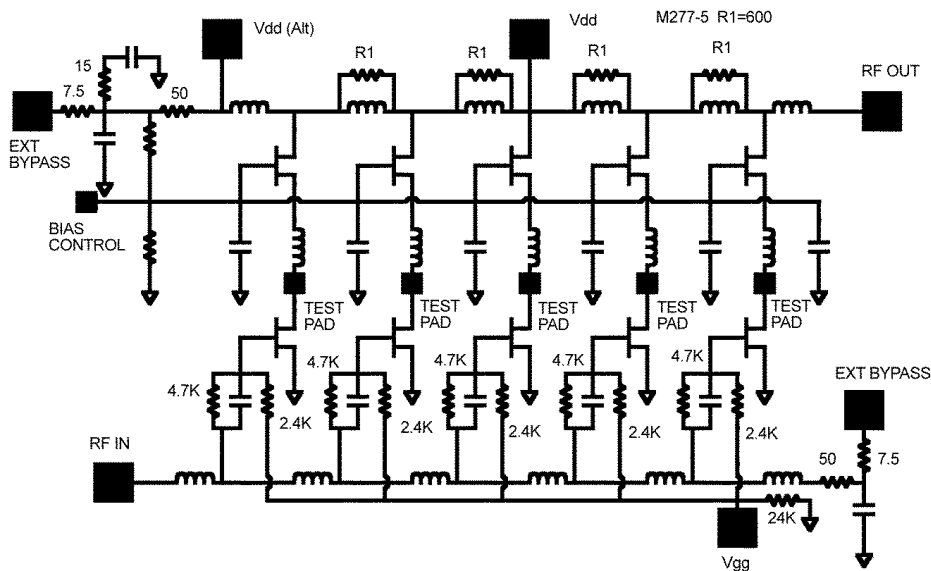 Vdd (Alt)
Vdd
M277-5 R1=600
R1
R1
R1
R1
RF OUT
15
7.5
50
EXT
BYPASS
BIAS
CONTROL
TEST
PAD
TEST
PAD
TEST
PAD
TEST
PAD
TEST
PAD
4.7K
4.7K
4.7K
4.7K
4.7K
2.4K
2.4K
2.4K
2.4K
2.4K
EXT BYPASS
RF IN
50
7.5
24K
Vgg